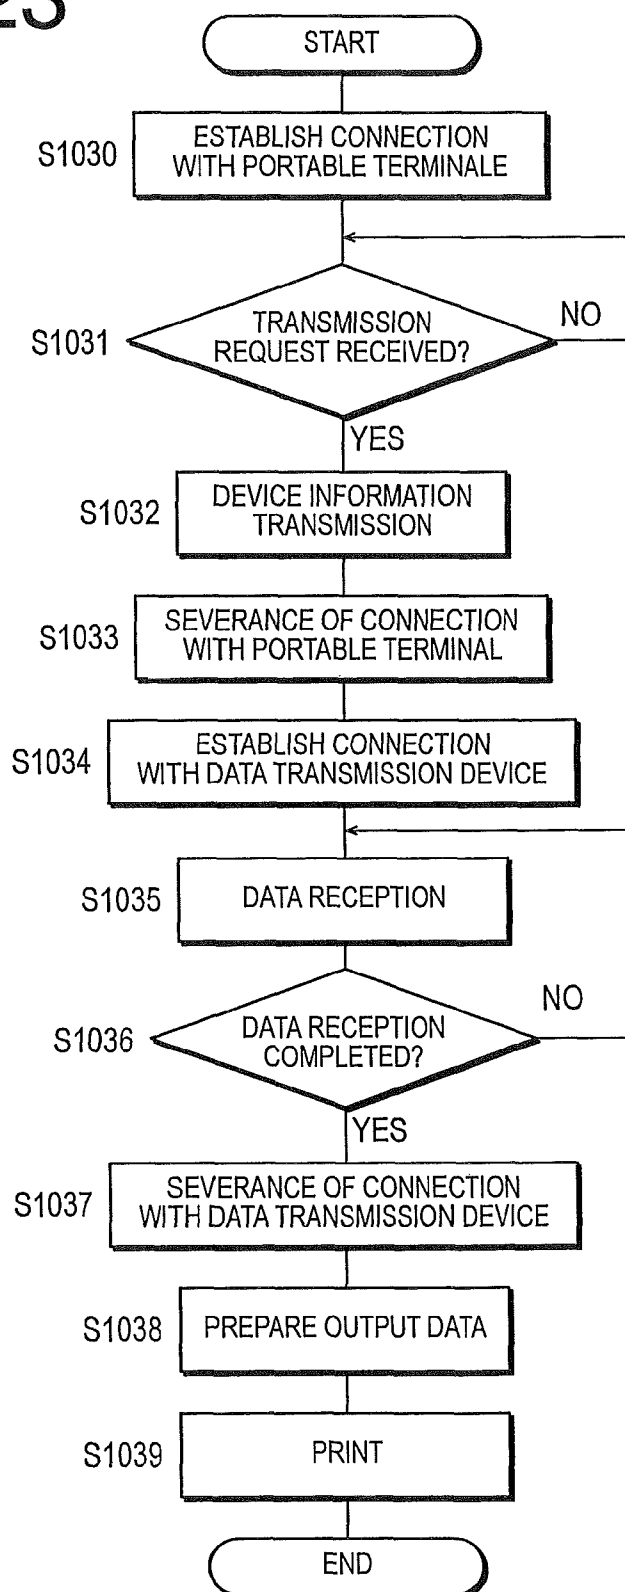 23
START
S1030
ESTABLISH CONNECTION
WITH PORTABLE TERMINALE
S1031
TRANSMISSION
REQUEST RECEIVED?
NO
YES
S1032
DEVICE INFORMATION
TRANSMISSION
S1033
SEVERANCE OF CONNECTION
WITH PORTABLE TERMINAL
S1034
ESTABLISH CONNECTION
WITH DATA TRANSMISSION DEVICE
S1035
DATA RECEPTION
S1036
DATA RECEPTION
COMPLETED?
NO
YES
S1037
SEVERANCE OF CONNECTION
WITH DATA TRANSMISSION DEVICE
S1038
PREPARE OUTPUT DATA
S1039
PRINT
END